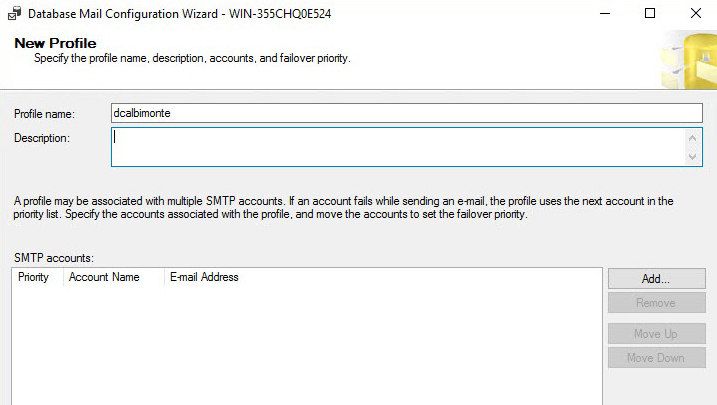 Database Mail Configuration Wizard - WIN-355CHQ0E524
New Profile
Specify the profile name, description, accounts, and failover priority.
Profile name:
dcalbimonte
Description:
A profile may be associated with multiple SMTP accounts. If an account fails while sending an e-mail, the profile uses the next account in the
priority list. Specify the accounts associated with the profile, and move the accounts to set the failover priority.
SMTP accounts:
Priority Account Name E-mail Address
Add...
Remove
Move Up
Move Down